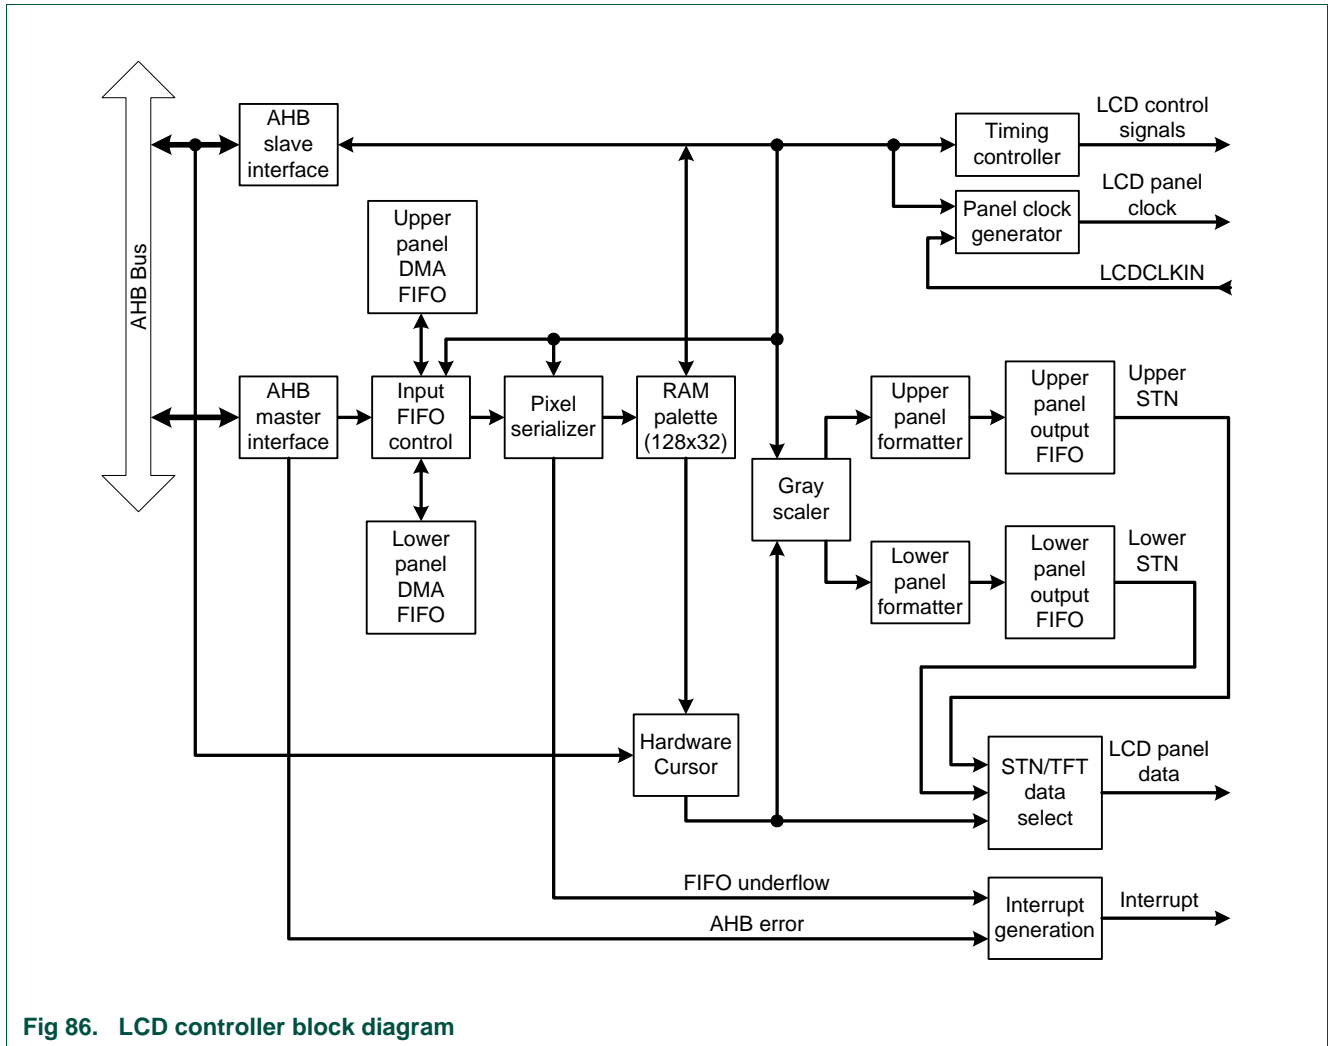 AHB
slave
interface
Timing
controller
LCD control
signals
Panel clock
generator
LCD panel
clock
LCDCLKIN
AHB Bus
Upper
panel
DMA
FIFO
AHB
master
interface
Input
FIFO
control
Pixel
serializer
RAM
palette
(128x32)
Lower
panel
DMA
FIFO
Gray
scaler
Upper
panel
formatter
Upper
panel
output
FIFO
Upper
STN
Lower
panel
formatter
Lower
panel
output
FIFO
Lower
STN
Hardware
Cursor
STN/TFT
data
select
LCD panel
data
FIFO underflow
AHB error
Interrupt
generation
Interrupt
Fig 86. LCD controller block diagram